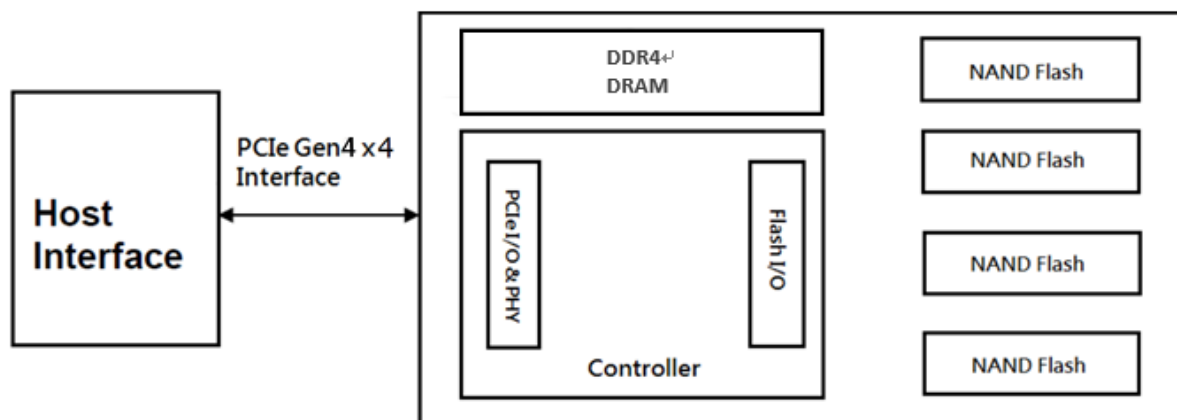 Host
Interface
PCIe Gen4 x4
Interface
DDR4↵
DRAM
PCIe I/O & PHY
Flash I/O
Controller
NAND Flash
NAND Flash
NAND Flash
NAND Flash